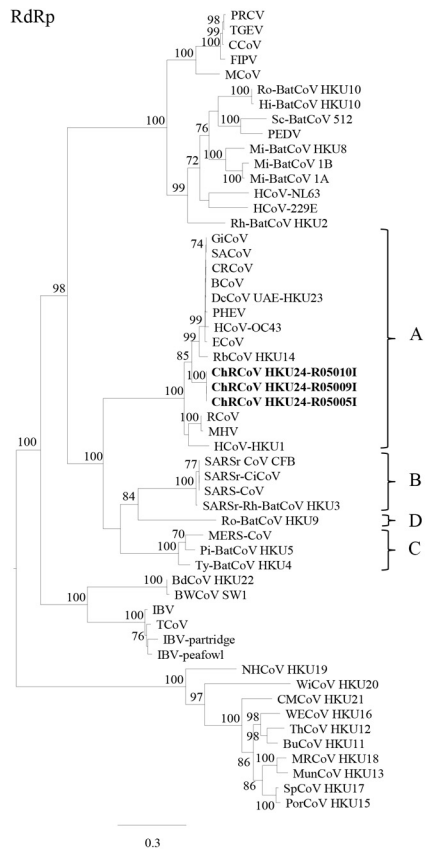 RdRp
PRCV
98
TGEV
99
CCoV
100
FIPV
100
MCoV
Ro-BatCoV HKU10
100
Hi-BatCoV HKU10
Sc-BatCoV 512
100
100
76
PEDV
Mi-BatCoV HKU8
100
Mi-BatCoV 1B
72
Mi-BatCoV 1A
100
HCoV-NL63
99
HCoV-229E
Rh-BatCoV HKU2
GiCoV
74
SACoV
CRCoV
BCoV
98
DcCoV UAE-HKU23
PHEV
99
HCoV-OC43
A
99
ECoV
85
RbCoV HKU14
ChRCoV HKU24-R05010I
100
ChRCoV HKU24-R05009I
100
ChRCoV HKU24-R05005I
100
RCoV
MHV
100
HCoV-HKU1
SARSr CoV CFB
77
SARSr-CiCoV
100
B
SARS-CoV
84
SARSr-Rh-BatCoV HKU3
Ro-BatCoV HKU9
D
70
MERS-CoV
100
Pi-BatCoV HKU5
C
Ty-BatCoV HKU4
BdCoV HKU22
100
100
BWCoV SW1
IBV
100
TCoV
76
IBV-partridge
IBV-peafowl
NHCoV HKU19
100
WiCoV HKU20
97
CMCoV HKU21
100
98
WECoV HKU16
ThCoV HKU12
98
BuCoV HKU11
86
100
MRCoV HKU18
MunCoV HKU13
86
SpCoV HKU17
100
PorCoV HKU15
0.3